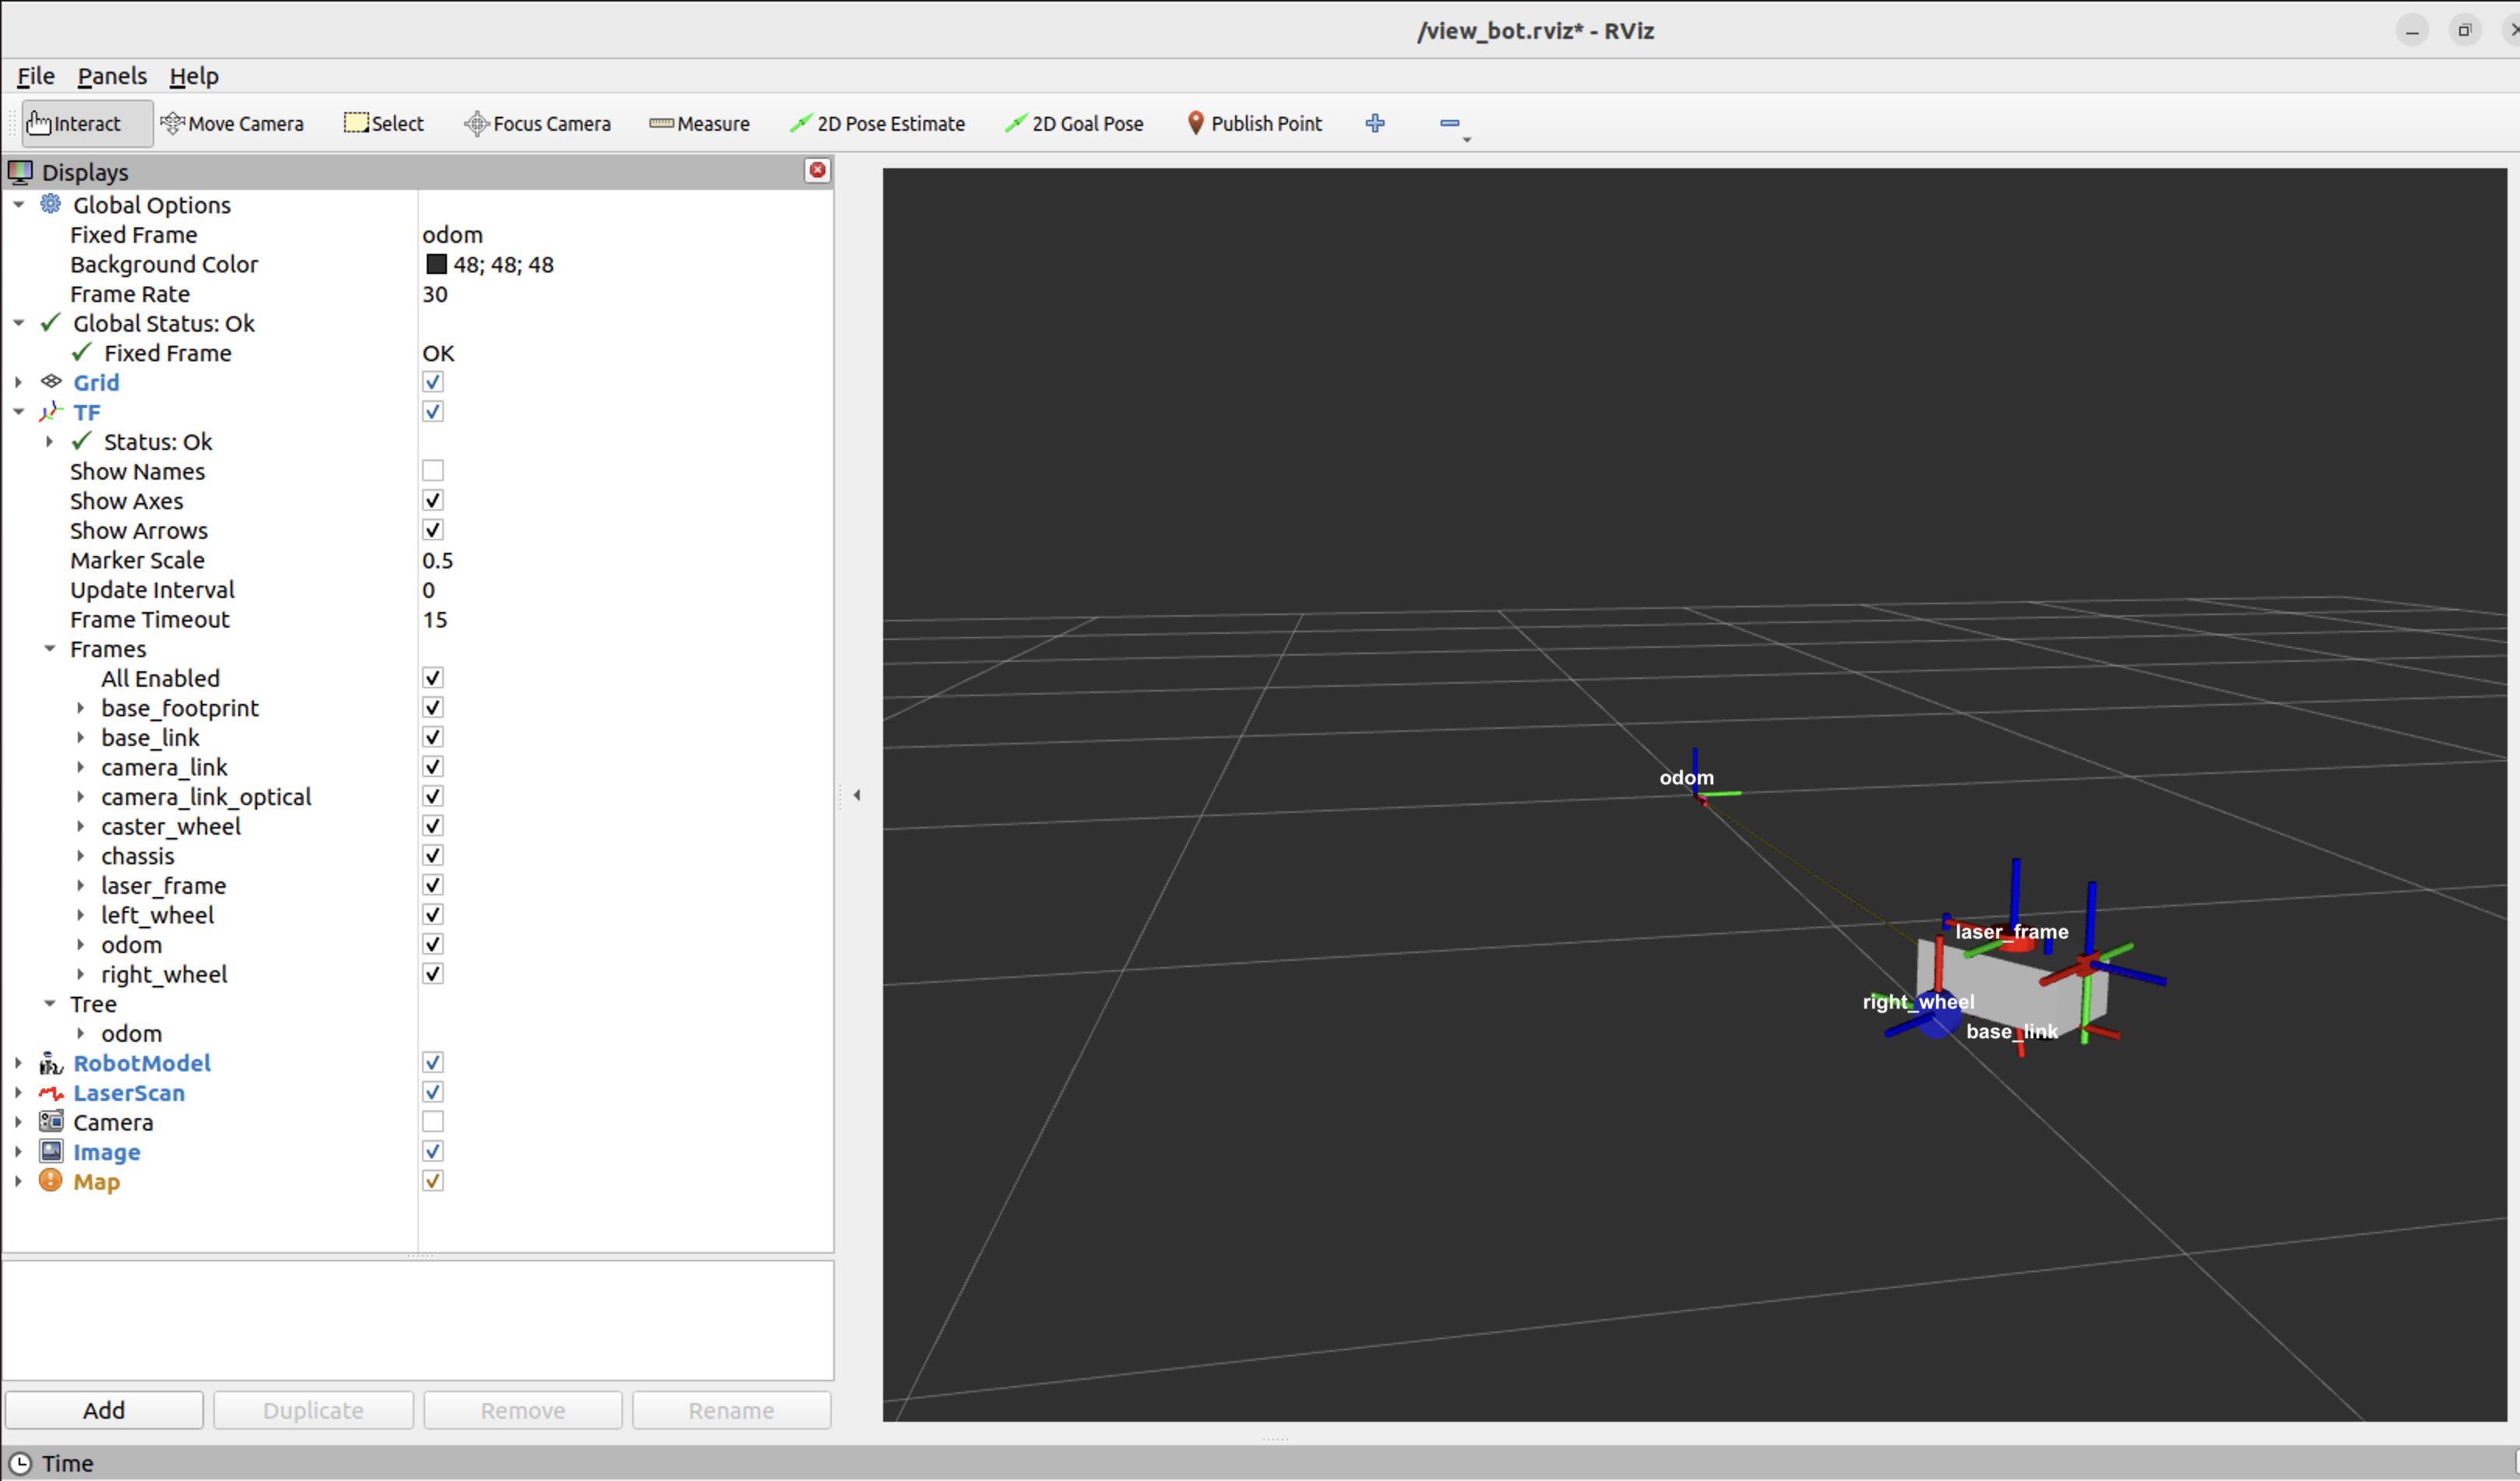 /view_bot.rviz* - RViz
File Panels Help
Interact Move Camera Select Focus Camera Measure 2D Pose Estimate 2D Goal Pose Publish Point
Displays
Global Options
Fixed Frame odom
Background Color 48; 48; 48
Frame Rate 30
Global Status: Ok
Fixed Frame OK
Grid
TF
Status: Ok
Show Names
Show Axes
Show Arrows
Marker Scale 0.5
Update Interval 0
Frame Timeout 15
Frames
All Enabled
base_footprint
base_link
camera_link
camera_link_optical
caster_wheel
chassis
laser_frame
left_wheel
odom
right_wheel
Tree
odom
RobotModel
LaserScan
Camera
Image
Map
Add Duplicate Remove Rename
Time
odom
laser_frame
right_wheel
base_link